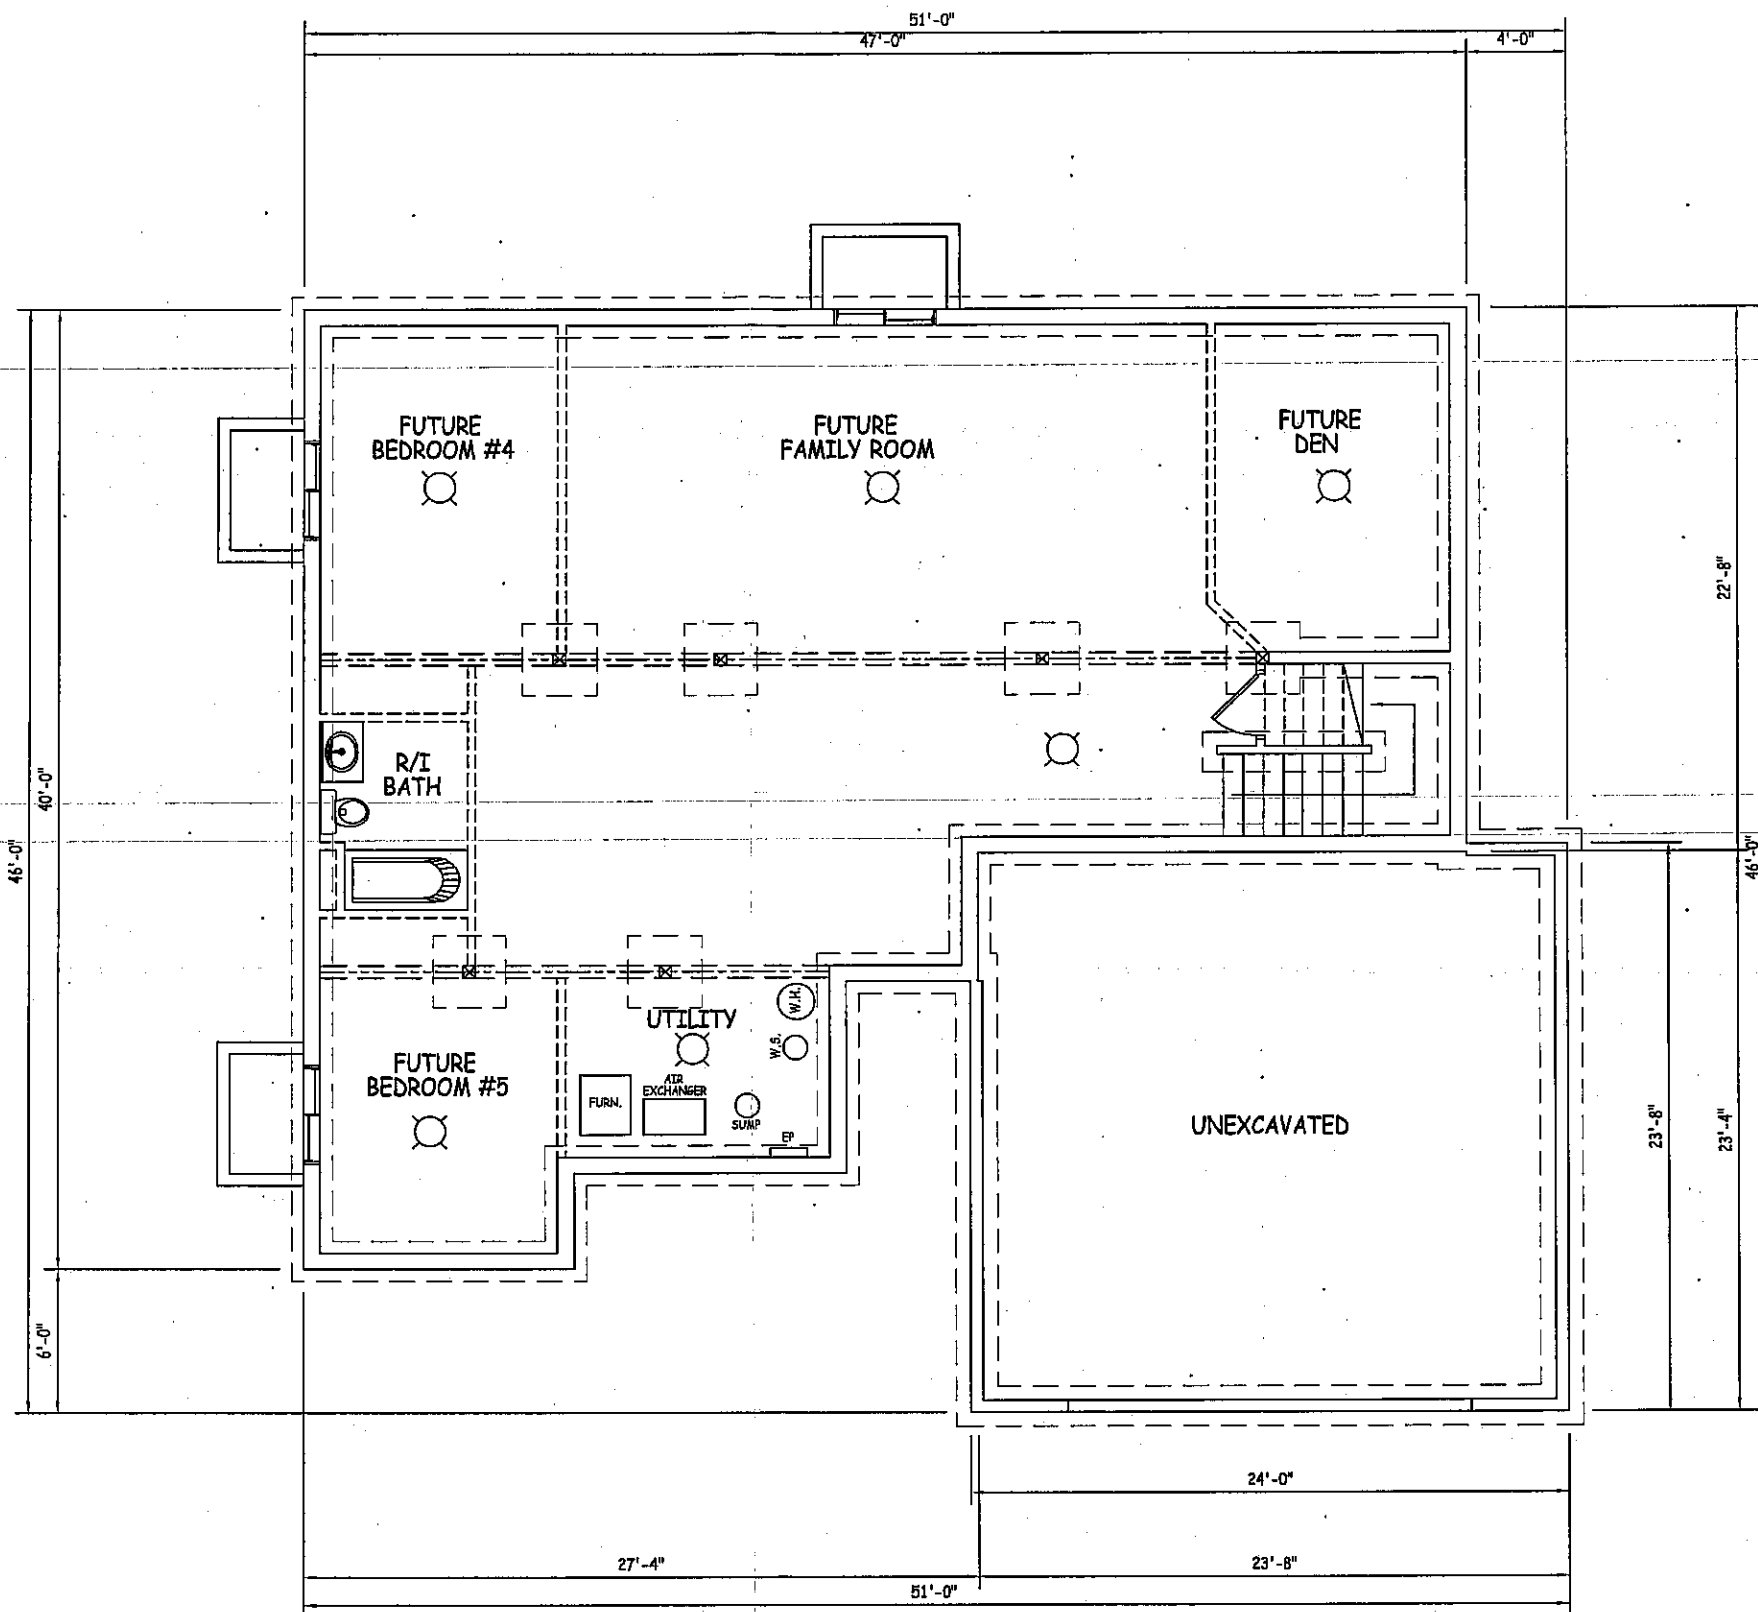 51'-0"
47'-0"
4'-0"
FUTURE
BEDROOM #4
FUTURE
FAMILY ROOM
FUTURE
DEN
22'-8"
R/I
BATH
40'-0"
46'-0"
46'-0"
W.H.
UTILITY
W.S.
FUTURE
BEDROOM #5
AIR
EXCHANGER
FURN.
SUMP
EP
UNEXCAVATED
23'-8"
23'-4"
6'-0"
24'-0"
27'-4"
23'-8"
51'-0"